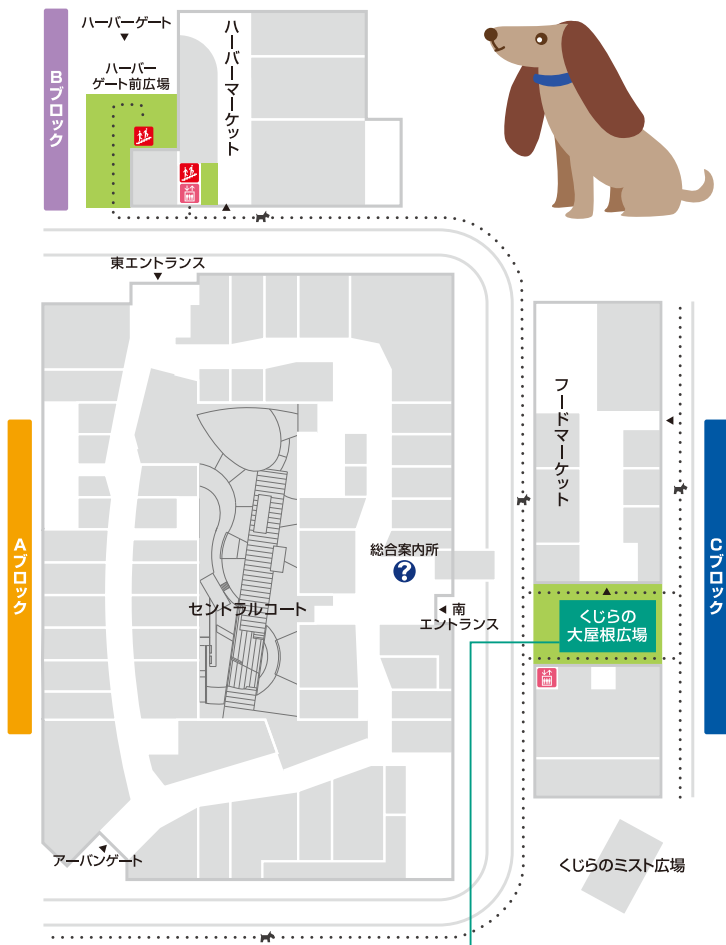 ハーバーゲート
ハーバー
ゲート前広場
Bブロック
ハーバーマーケット
東エントランス
フードマーケット
Aブロック
総合案内所
?
セントラルコート
南
エントランス
くじらの
大屋根広場
Cブロック
アーバンゲート
くじらのミスト広場